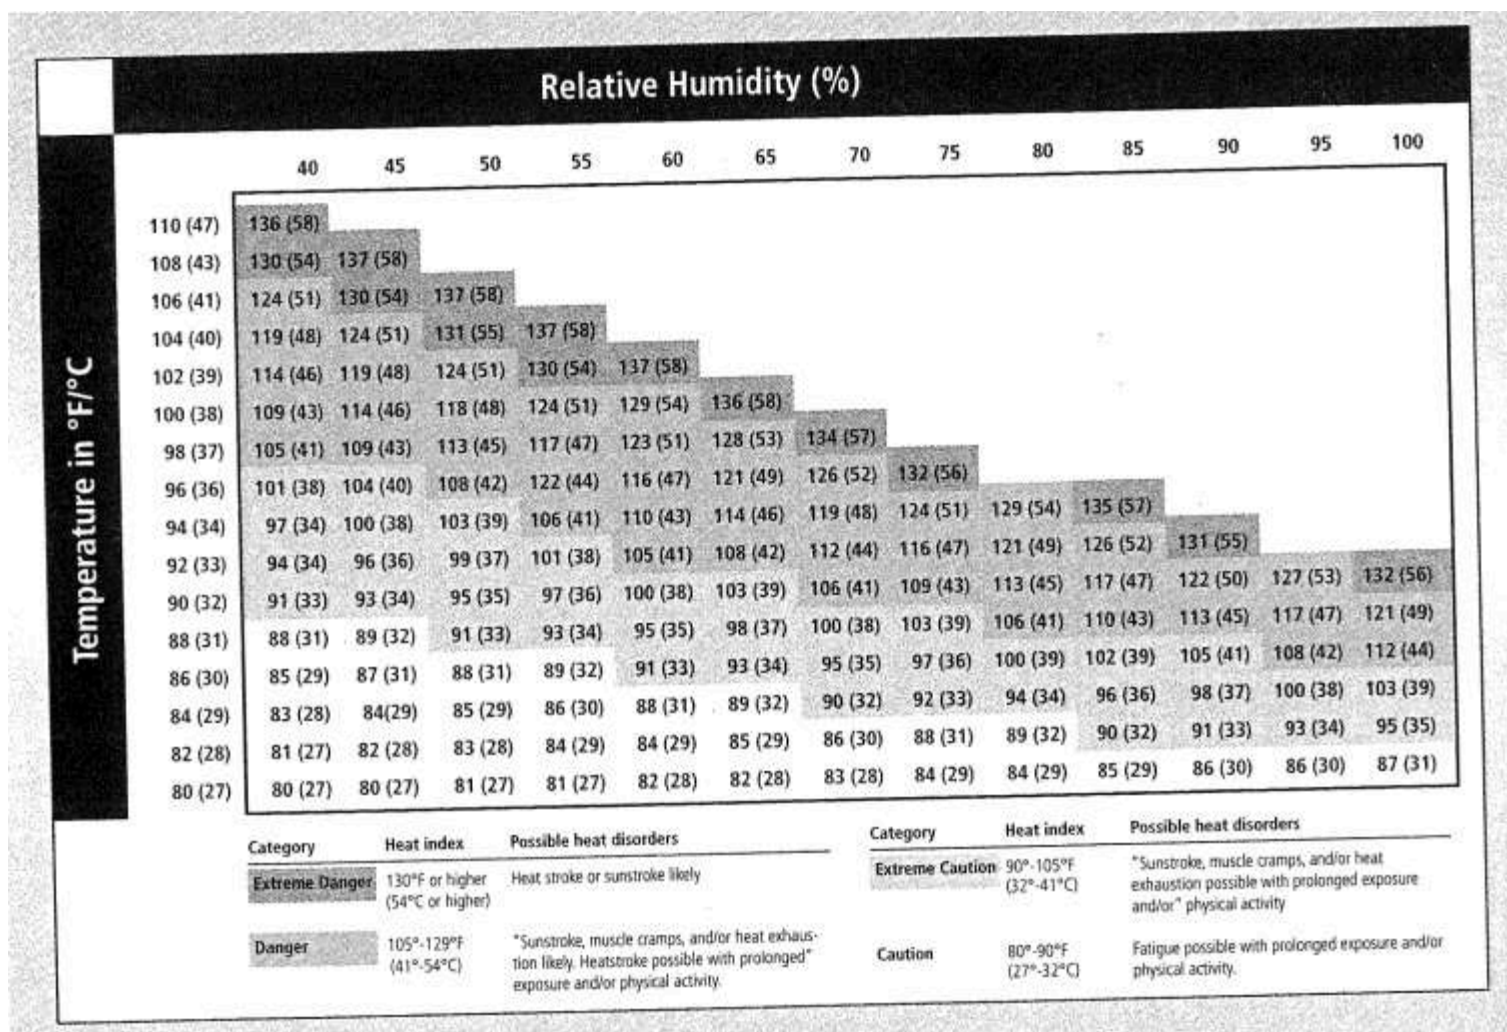 Relative Humidity (%)
40 45 50 55 60 65 70 75 80 85 90 95 100
Temperature in °F/°C
110 (47) 136 (58)
108 (43) 130 (54) 137 (58)
106 (41) 124 (51) 130 (54) 137 (58)
104 (40) 119 (48) 124 (51) 131 (55) 137 (58)
102 (39) 114 (46) 119 (48) 124 (51) 130 (54) 137 (58)
100 (38) 109 (43) 114 (46) 118 (48) 124 (51) 129 (54) 136 (58)
98 (37) 105 (41) 109 (43) 113 (45) 117 (47) 123 (51) 128 (53) 134 (57)
96 (36) 101 (38) 104 (40) 108 (42) 122 (44) 116 (47) 121 (49) 126 (52) 132 (56)
94 (34) 97 (34) 100 (38) 103 (39) 106 (41) 110 (43) 114 (46) 119 (48) 124 (51) 129 (54) 135 (57)
92 (33) 94 (34) 96 (36) 99 (37) 101 (38) 105 (41) 108 (42) 112 (44) 116 (47) 121 (49) 126 (52) 131 (55)
90 (32) 91 (33) 93 (34) 95 (35) 97 (36) 100 (38) 103 (39) 106 (41) 109 (43) 113 (45) 117 (47) 122 (50) 127 (53) 132 (56)
88 (31) 88 (31) 89 (32) 91 (33) 93 (34) 95 (35) 98 (37) 100 (38) 103 (39) 106 (41) 110 (43) 113 (45) 117 (47) 121 (49)
86 (30) 85 (29) 87 (31) 88 (31) 89 (32) 91 (33) 93 (34) 95 (35) 97 (36) 100 (39) 102 (39) 105 (41) 108 (42) 112 (44)
84 (29) 83 (28) 84(29) 85 (29) 86 (30) 88 (31) 89 (32) 90 (32) 92 (33) 94 (34) 96 (36) 98 (37) 100 (38) 103 (39)
82 (28) 81 (27) 82 (28) 83 (28) 84 (29) 84 (29) 85 (29) 86 (30) 88 (31) 89 (32) 90 (32) 91 (33) 93 (34) 95 (35)
80 (27) 80 (27) 80 (27) 81 (27) 81 (27) 82 (28) 82 (28) 83 (28) 84 (29) 84 (29) 85 (29) 86 (30) 86 (30) 87 (31)
Category Heat index Possible heat disorders
Extreme Danger 130°F or higher Heat stroke or sunstroke likely
(54°C or higher)
Danger 105°-129°F "Sunstroke, muscle cramps, and/or heat exhaus-
(41°-54°C) tion likely. Heatstroke possible with prolonged"
exposure and/or physical activity.
Category Heat index Possible heat disorders
Extreme Caution 90°-105°F "Sunstroke, muscle cramps, and/or heat
(32°-41°C) exhaustion possible with prolonged exposure
and/or" physical activity
Caution 80°-90°F Fatigue possible with prolonged exposure and/or
(27°-32°C) physical activity.